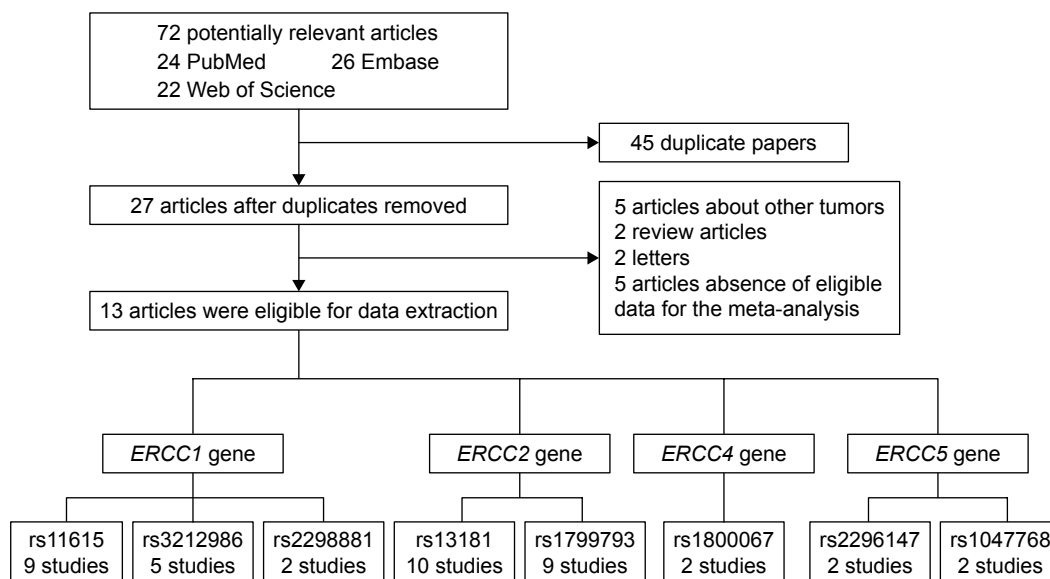 72 potentially relevant articles
24 PubMed 26 Embase
22 Web of Science
45 duplicate papers
27 articles after duplicates removed
5 articles about other tumors
2 review articles
2 letters
5 articles absence of eligible
data for the meta-analysis
13 articles were eligible for data extraction
ERCC1 gene
ERCC2 gene
ERCC4 gene
ERCC5 gene
rs11615
9 studies
rs3212986
5 studies
rs2298881
2 studies
rs13181
10 studies
rs1799793
9 studies
rs1800067
2 studies
rs2296147
2 studies
rs1047768
2 studies